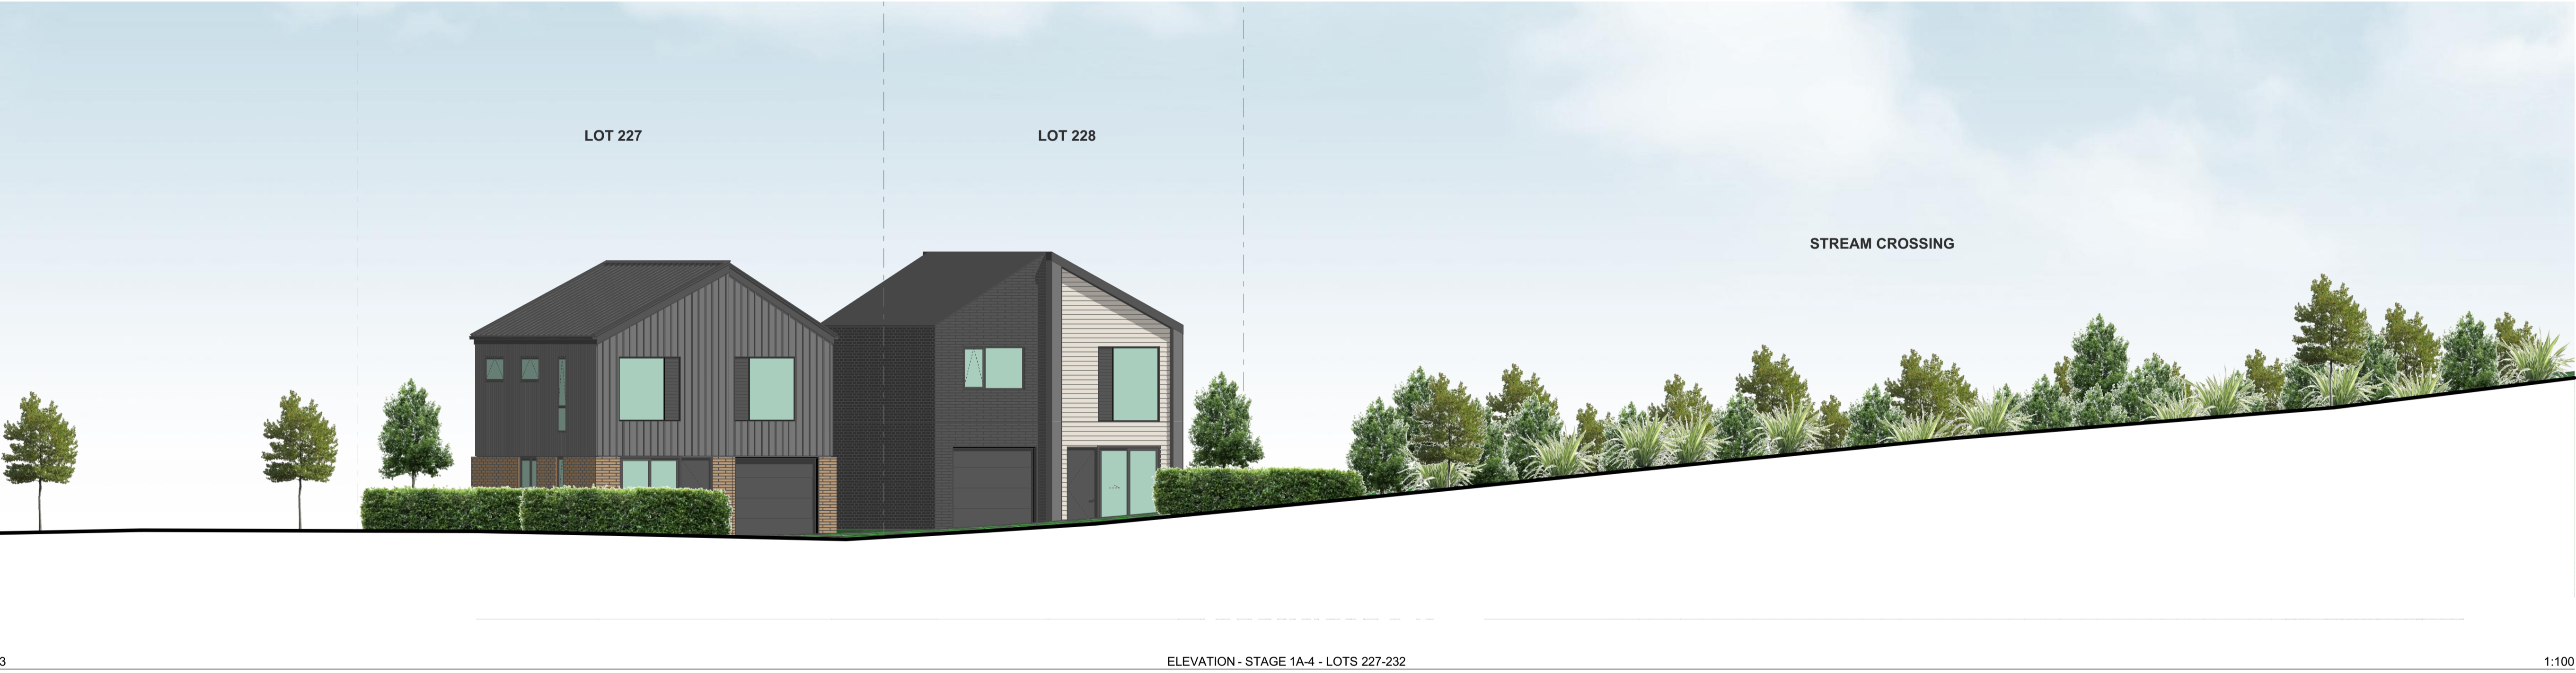 LOT 227
LOT 228
STREAM CROSSING
3
ELEVATION - STAGE 1A-4 - LOTS 227-232
1:100